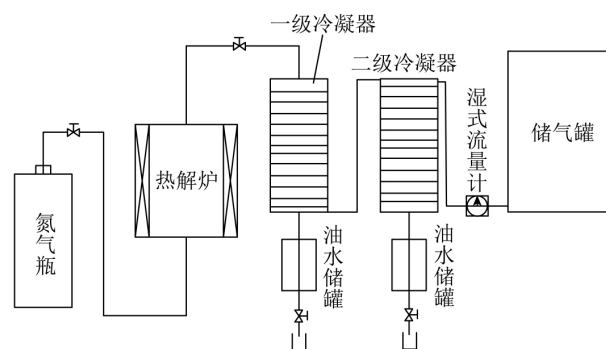 一级冷凝器
二级冷凝器
湿式流量计
储气罐
热解炉
氮气瓶
油水储罐
油水储罐